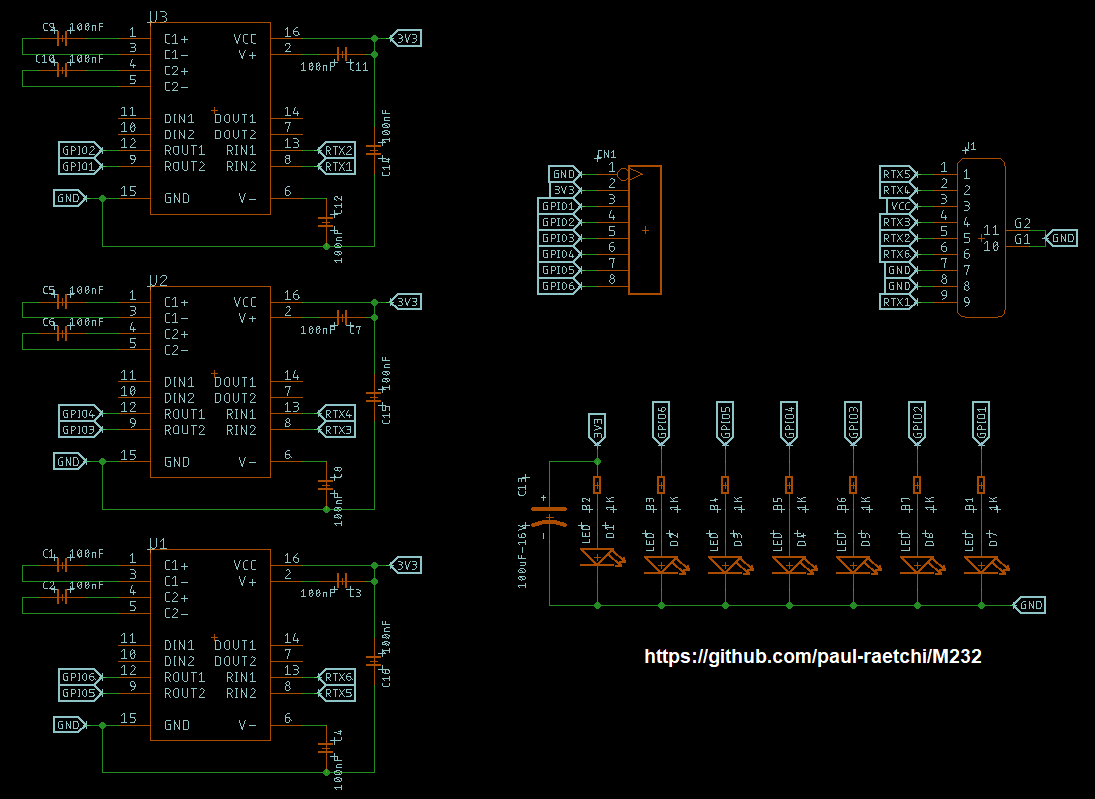 U3
C9 100nF
C10 100nF
1 C1+ VCC 16 3V3
3 C1- V+ 2
4 C2+ 100nF C11
5 C2-
100nF
C14
11 DIN1 DOUT1 14
10 DIN2 DOUT2 7
GPIO2 12 ROUT1 RIN1 13 RTX2
GPIO1 9 ROUT2 RIN2 8 RTX1
GND 15 GND V- 6
C12
100nF
U2
C5 100nF
C6 100nF
1 C1+ VCC 16 3V3
3 C1- V+ 2
4 C2+ 100nF C7
5 C2-
100nF
C15
11 DIN1 DOUT1 14
10 DIN2 DOUT2 7
GPIO4 12 ROUT1 RIN1 13 RTX4
GPIO3 9 ROUT2 RIN2 8 RTX3
GND 15 GND V- 6
C8
100nF
U1
C1 100nF
C2 100nF
1 C1+ VCC 16 3V3
3 C1- V+ 2
4 C2+ 100nF C3
5 C2-
100nF
C16
11 DIN1 DOUT1 14
10 DIN2 DOUT2 7
GPIO6 12 ROUT1 RIN1 13 RTX6
GPIO5 9 ROUT2 RIN2 8 RTX5
GND 15 GND V- 6
C4
100nF
CN1
GND 1
3V3 2
GPIO1 3
GPIO2 4
GPIO3 5
GPIO4 6
GPIO5 7
GPIO6 8
J1
RTX5 1 1
RTX4 2 2
VCC 3 3
RTX3 4 4 11 G2
RTX2 5 5 10 G1 GND
RTX6 6 6
GND 7 7
GND 8 8
RTX1 9 9
3V3 GPIO6 GPIO5 GPIO4 GPIO3 GPIO2 GPIO1
C13 + -
100uF-16V
R2 1K
R3 1K
R4 1K
R5 1K
R6 1K
R7 1K
R1 1K
LED D1
LED D2
LED D3
LED D4
LED D5
LED D6
LED D7
GND
https://github.com/paul-raetchi/M232